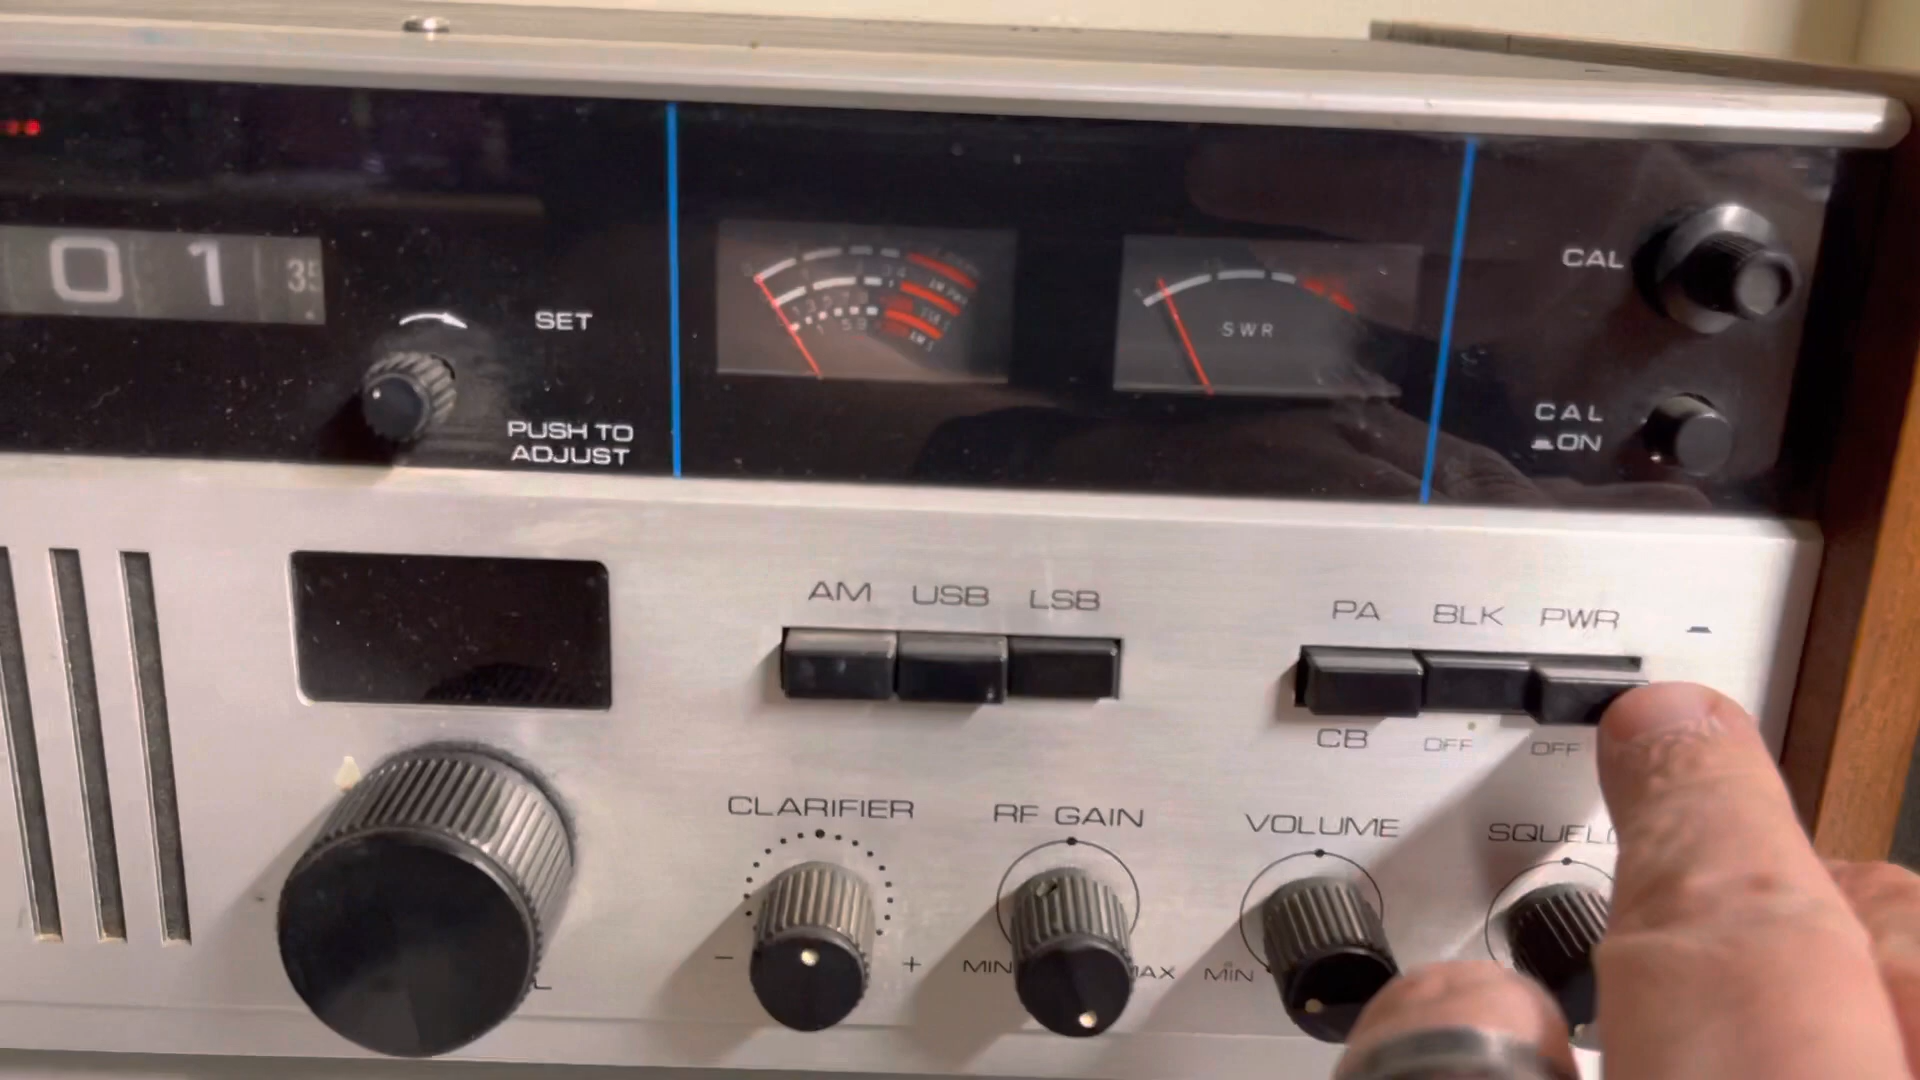 0 1 35
SET
PUSH TO
ADJUST
SWR
CAL
CAL
ON
AM USB LSB
PA BLK PWR
CB OFF OFF
CLARIFIER
- +
RF GAIN
MIN
VOLUME
MIN